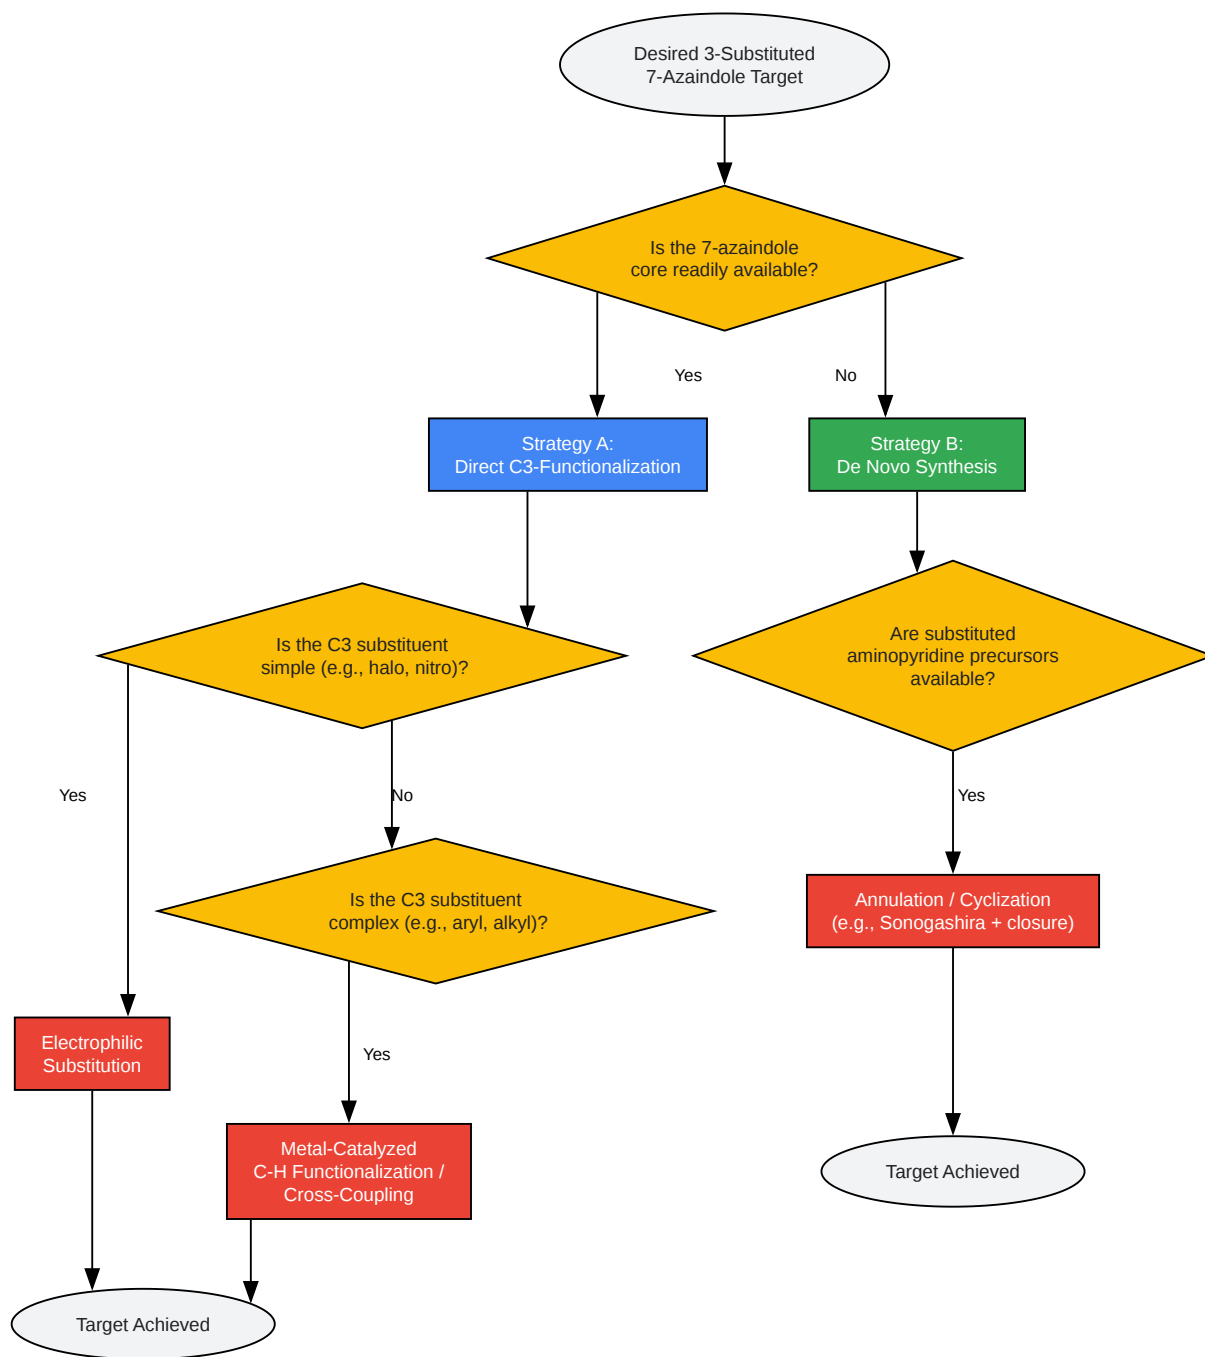 Desired 3-Substituted
7-Azaindole Target
Is the 7-azaindole
core readily available?
Yes
No
Strategy A:
Direct C3-Functionalization
Strategy B:
De Novo Synthesis
Is the C3 substituent
simple (e.g., halo, nitro)?
Are substituted
aminopyridine precursors
available?
Yes
No
Yes
Is the C3 substituent
complex (e.g., aryl, alkyl)?
Annulation / Cyclization
(e.g., Sonogashira + closure)
Electrophilic
Substitution
Yes
Metal-Catalyzed
C-H Functionalization /
Cross-Coupling
Target Achieved
Target Achieved